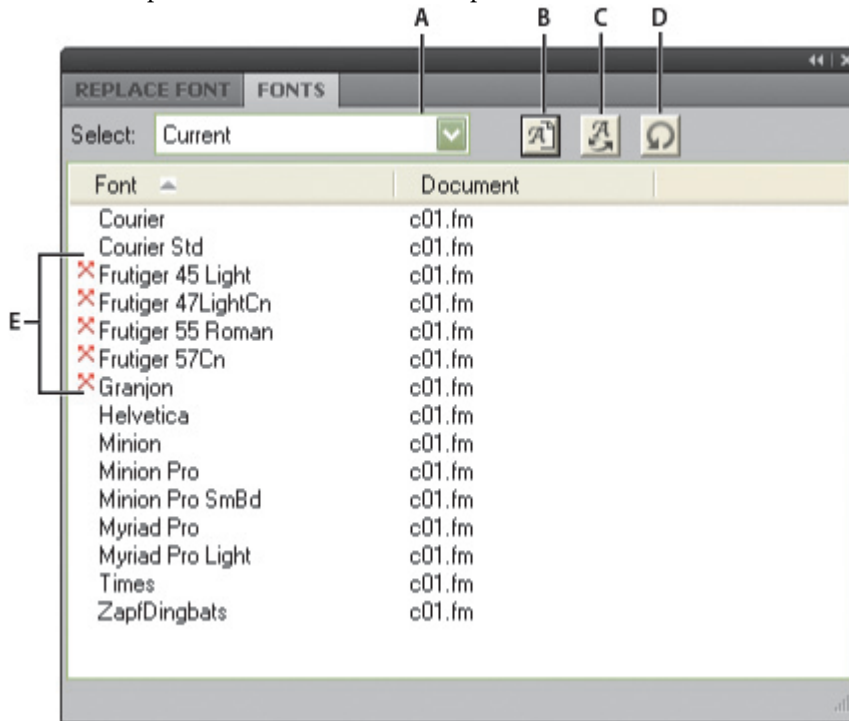 A B C D
REPLACE FONT FONTS
Select: Current
Font Document
Courier c01.fm
Courier Std c01.fm
Frutiger 45 Light c01.fm
Frutiger 47LightCn c01.fm
E Frutiger 55 Roman c01.fm
Frutiger 57Cn c01.fm
Granjon c01.fm
Helvetica c01.fm
Minion c01.fm
Minion Pro c01.fm
Minion Pro SmBd c01.fm
Myriad Pro c01.fm
Myriad Pro Light c01.fm
Times c01.fm
ZapfDingbats c01.fm